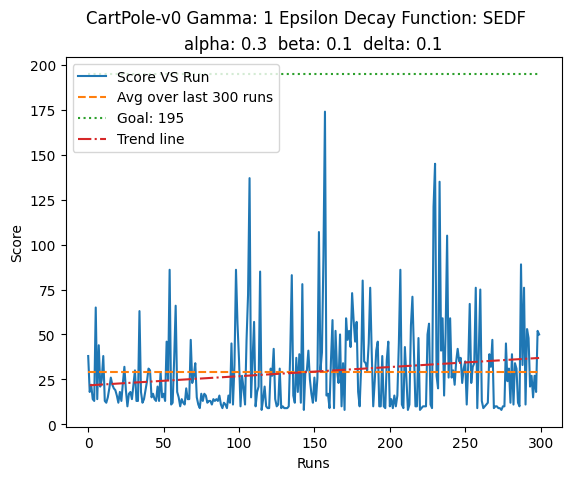 CartPole-v0 Gamma: 1 Epsilon Decay Function: SEDF
alpha: 0.3 beta: 0.1 delta: 0.1
Score VS Run
Avg over last 300 runs
Goal: 195
Trend line
200
175
150
125
100
75
50
25
0
Score
0 50 100 150 200 250 300
Runs